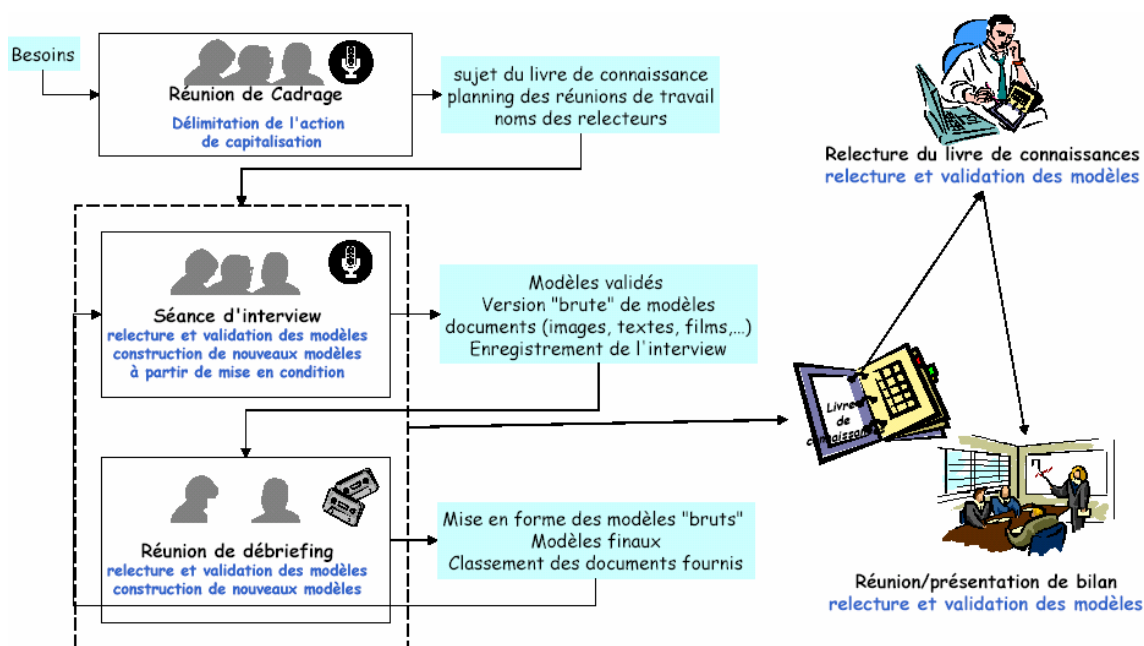 Besoins
Réunion de Cadrage
Délimitation de l'action
de capitalisation
sujet du livre de connaissance
planning des réunions de travail
noms des relecteurs
Relecture du livre de connaissances
relecture et validation des modèles
Séance d'interview
relecture et validation des modèles
construction de nouveaux modèles
à partir de mise en condition
Modèles validés
Version "brute" de modèles
documents (images, textes, films,...)
Enregistrement de l'interview
Livre
de
connaissanc
Réunion de débriefing
relecture et validation des modèles
construction de nouveaux modèles
Mise en forme des modèles "bruts"
Modèles finaux
Classement des documents fournis
Réunion/présentation de bilan
relecture et validation des modèles